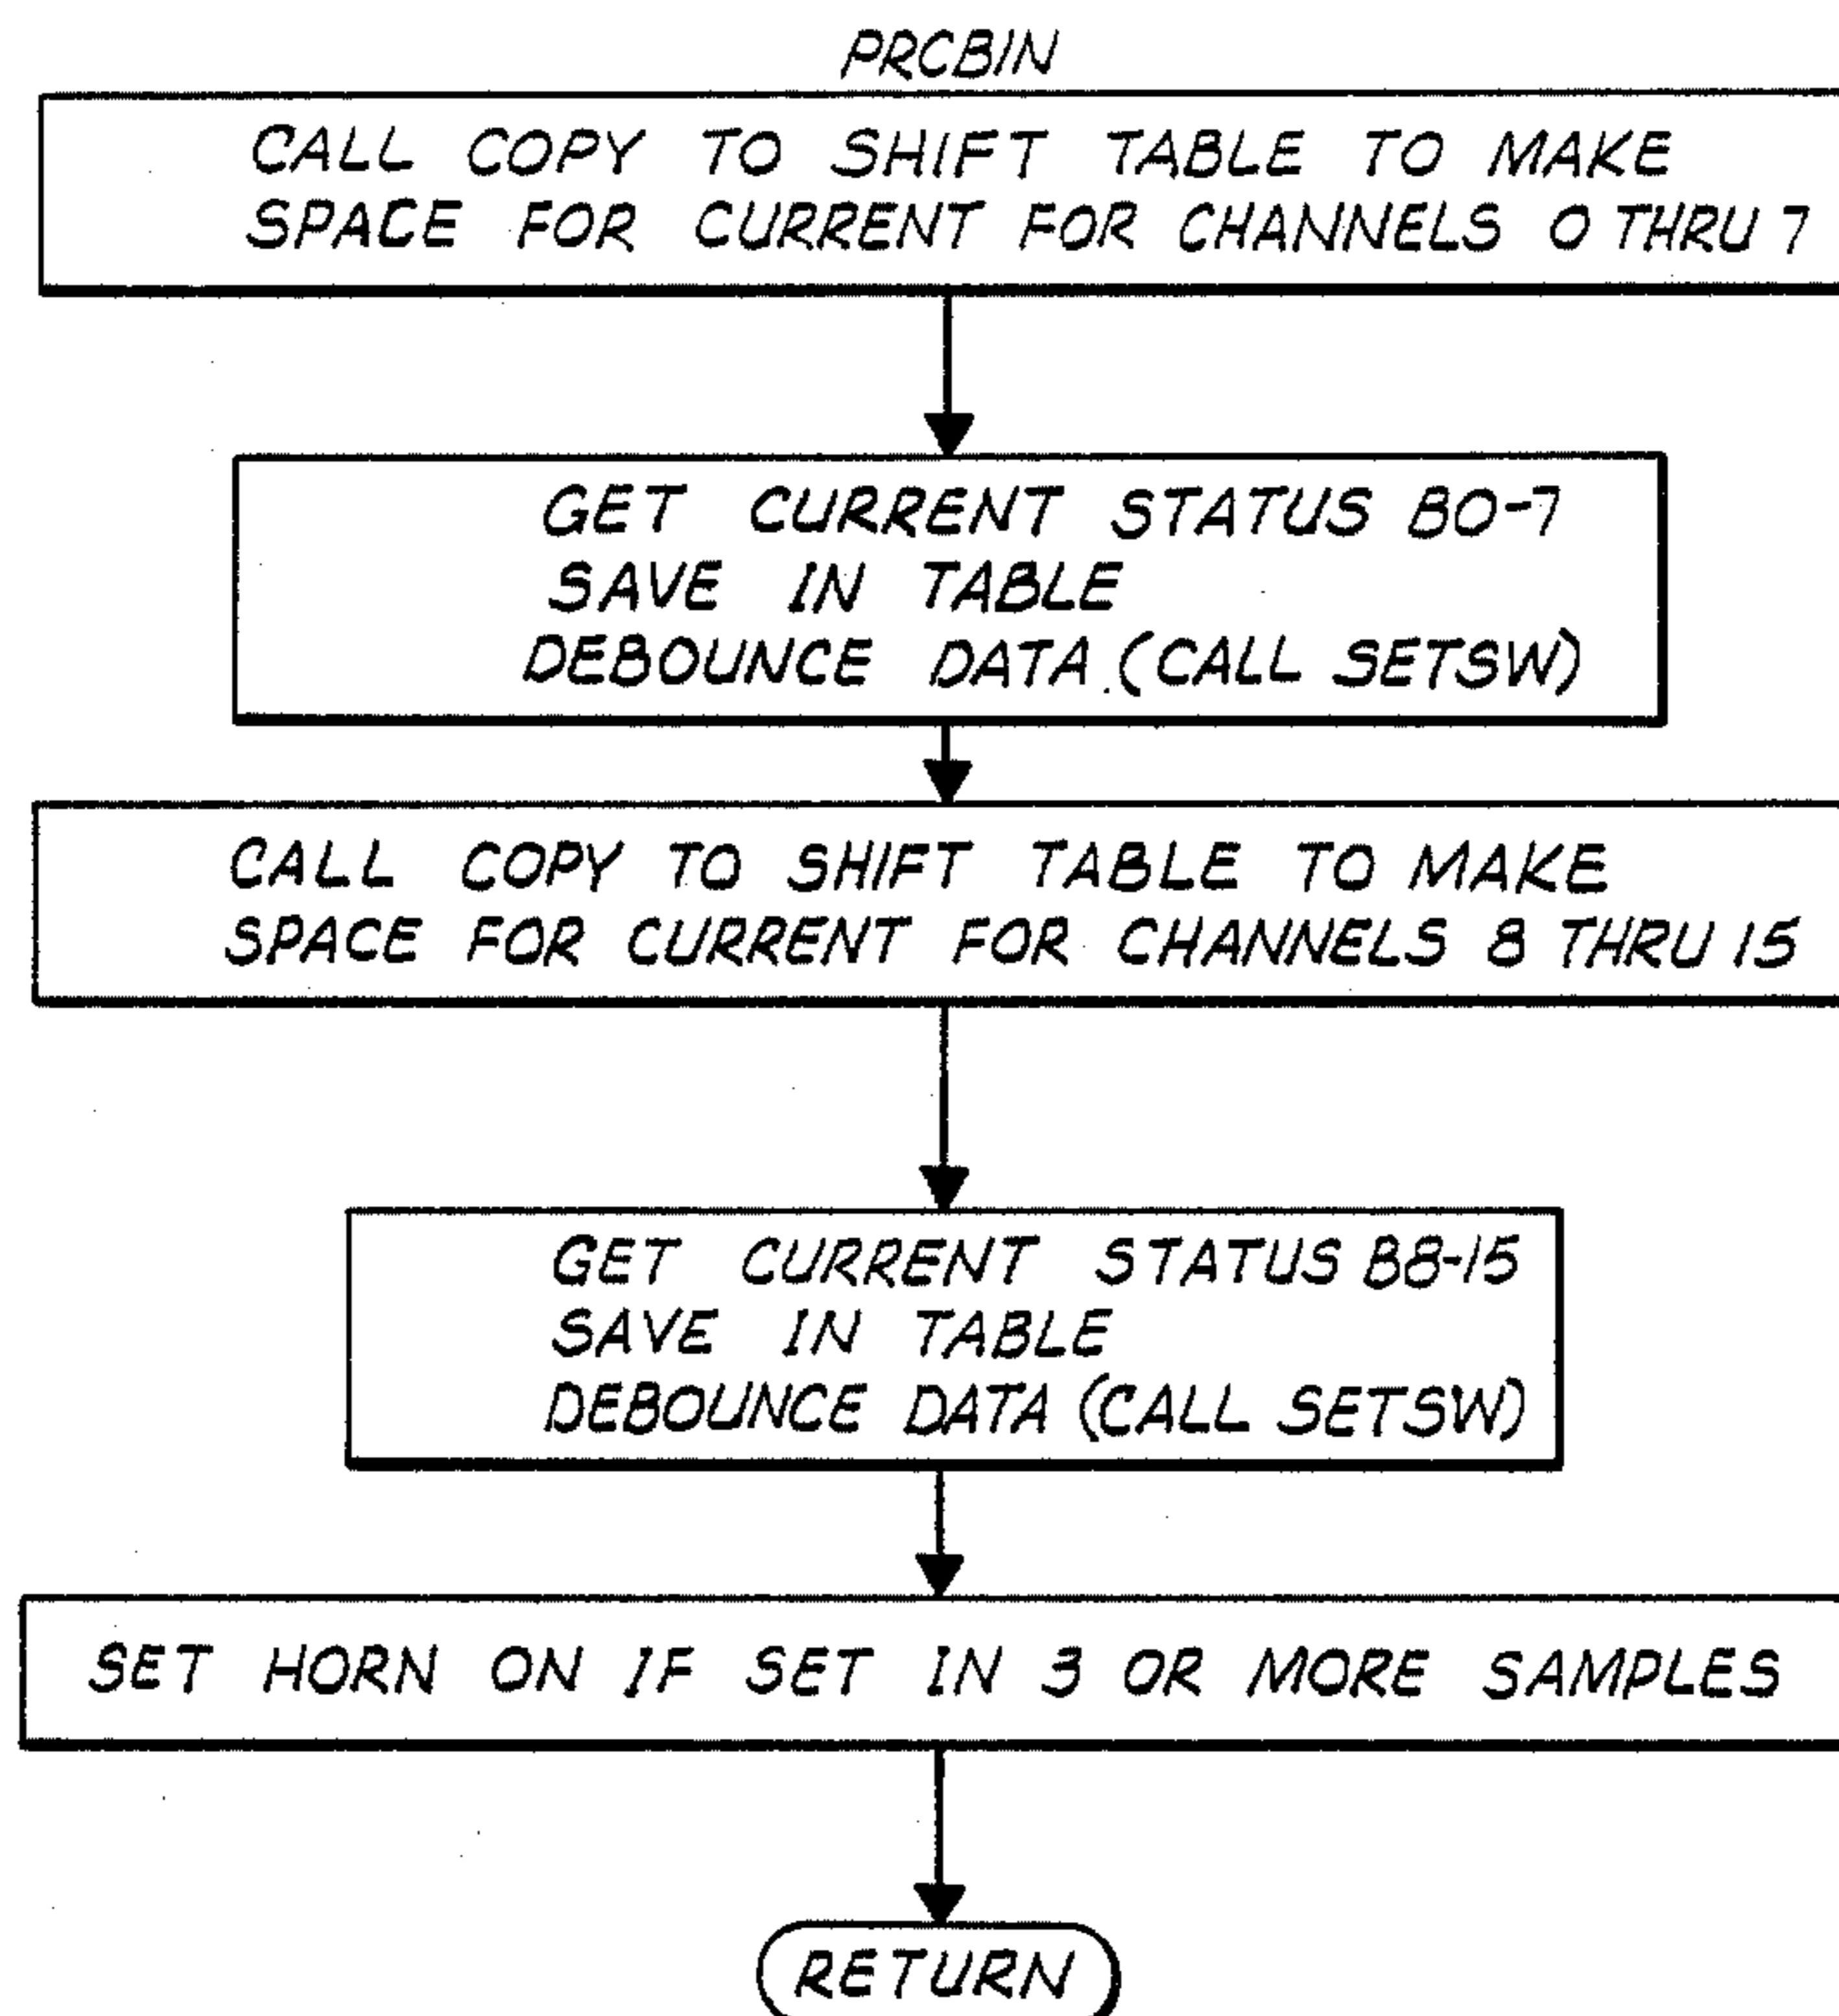 PRCBIN
CALL COPY TO SHIFT TABLE TO MAKE
SPACE FOR CURRENT FOR CHANNELS 0 THRU 7
GET CURRENT STATUS B0-7
SAVE IN TABLE
DEBOUNCE DATA (CALL SETSW)
CALL COPY TO SHIFT TABLE TO MAKE
SPACE FOR CURRENT FOR CHANNELS 8 THRU 15
GET CURRENT STATUS B8-15
SAVE IN TABLE
DEBOUNCE DATA (CALL SETSW)
SET HORN ON IF SET IN 3 OR MORE SAMPLES
RETURN